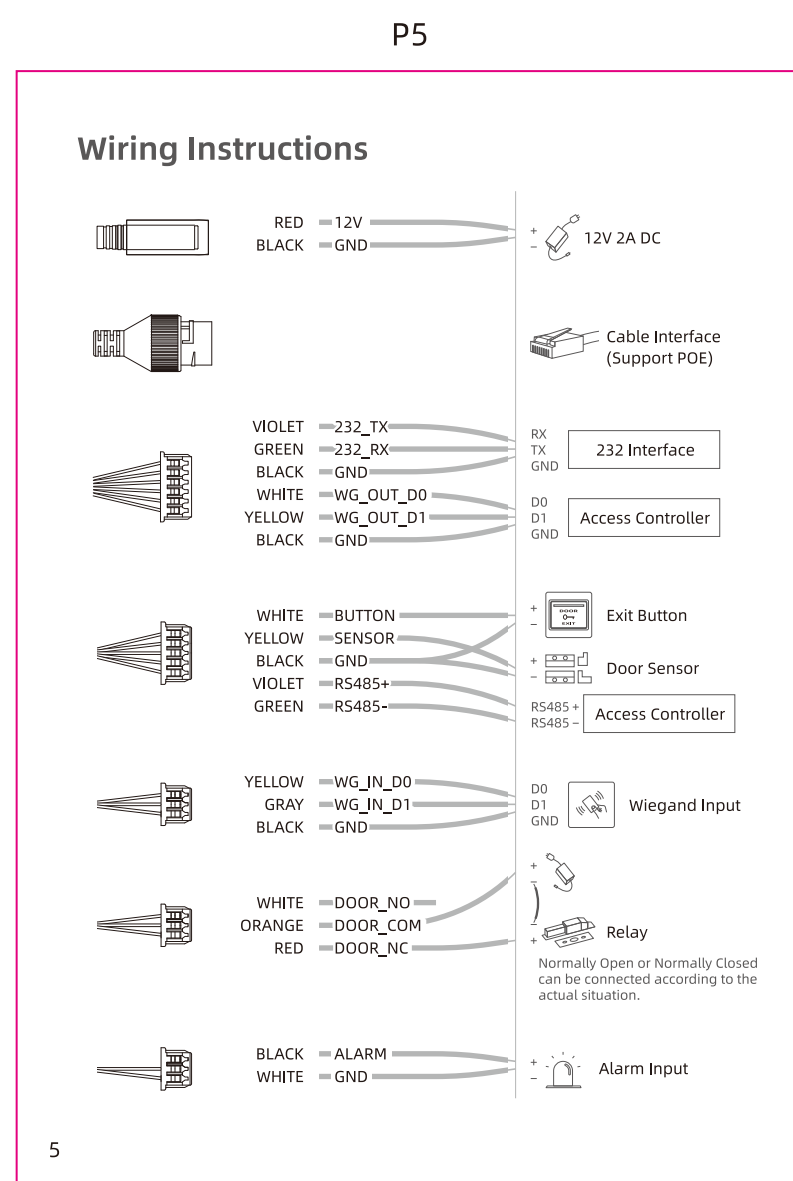 P5
Wiring Instructions
RED 12V
BLACK GND
+
−
12V 2A DC
Cable Interface
(Support POE)
VIOLET 232_TX
GREEN 232_RX
BLACK GND
WHITE WG_OUT_D0
YELLOW WG_OUT_D1
BLACK GND
RX
TX
GND
232 Interface
D0
D1
GND
Access Controller
WHITE BUTTON
YELLOW SENSOR
BLACK GND
VIOLET RS485+
GREEN RS485-
+
−
DOOR
EXIT
Exit Button
+
−
Door Sensor
RS485 +
RS485 −
Access Controller
YELLOW WG_IN_D0
GRAY WG_IN_D1
BLACK GND
D0
D1
GND
Wiegand Input
WHITE DOOR_NO
ORANGE DOOR_COM
RED DOOR_NC
+
−
−
+
Relay
Normally Open or Normally Closed
can be connected according to the
actual situation.
BLACK ALARM
WHITE GND
+
−
Alarm Input
5